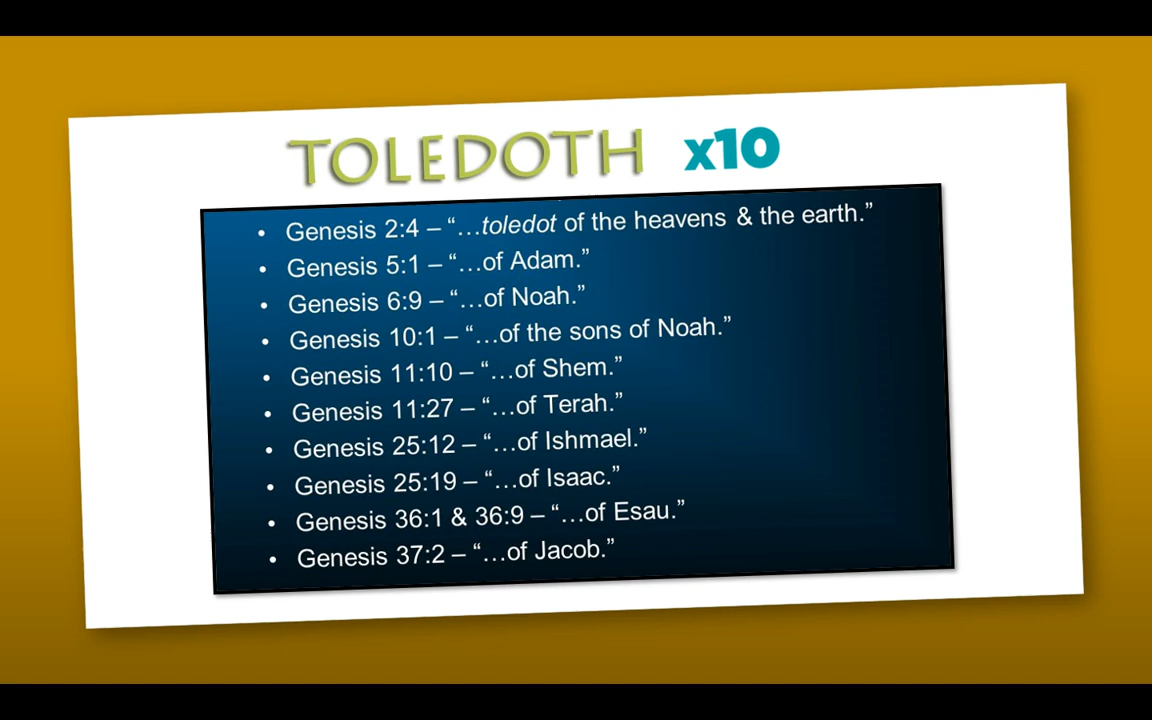 TOLEDOTH x10
• Genesis 2:4 – “…toledot of the heavens & the earth.”
• Genesis 5:1 – “…of Adam.”
• Genesis 6:9 – “…of Noah.”
• Genesis 10:1 – “…of the sons of Noah.”
• Genesis 11:10 – “…of Shem.”
• Genesis 11:27 – “…of Terah.”
• Genesis 25:12 – “…of Ishmael.”
• Genesis 25:19 – “…of Isaac.”
• Genesis 36:1 & 36:9 – “…of Esau.”
• Genesis 37:2 – “…of Jacob.”